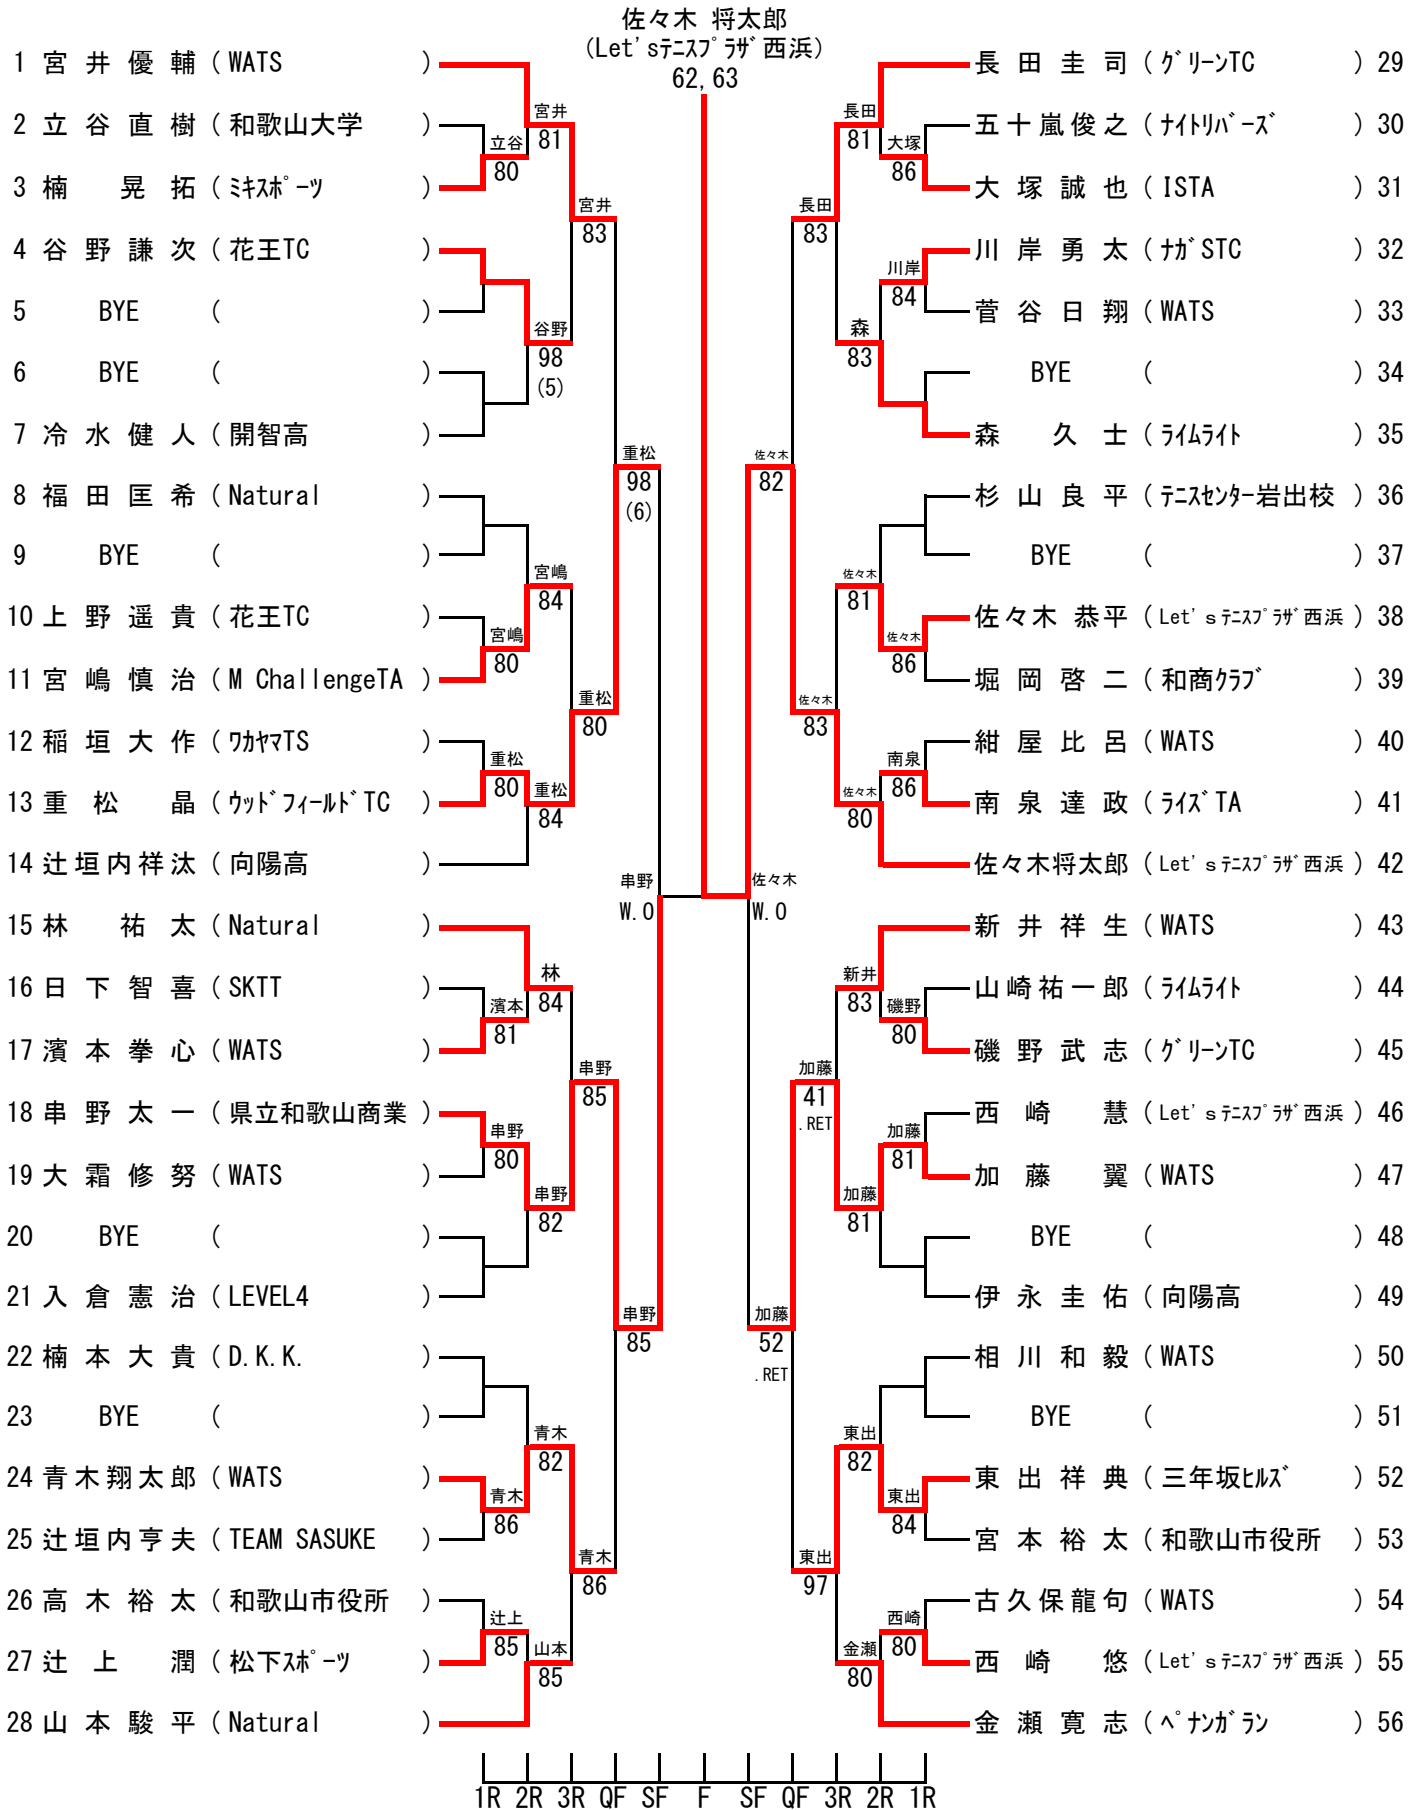 佐々木 将太郎
(Let'sﾃﾆｽﾌﾟﾗｻﾞ西浜)
62,63
1 宮井優輔 (WATS)
2 立谷直樹 (和歌山大学)
3 楠 晃拓 (ミキスポーツ)
4 谷野謙次 (花王TC)
5 BYE ( )
6 BYE ( )
7 冷水健人 (開智高)
8 福田匡希 (Natural)
9 BYE ( )
10 上野遥貴 (花王TC)
11 宮嶋慎治 (M ChallengeTA)
12 稲垣大作 (ﾜｶﾔﾏTS)
13 重松 晶 (ｳｯﾄﾞﾌｨｰﾙﾄﾞTC)
14 辻垣内祥汰 (向陽高)
15 林 祐太 (Natural)
16 日下智喜 (SKTT)
17 濱本拳心 (WATS)
18 串野太一 (県立和歌山商業)
19 大霜修努 (WATS)
20 BYE ( )
21 入倉憲治 (LEVEL4)
22 楠本大貴 (D.K.K.)
23 BYE ( )
24 青木翔太郎 (WATS)
25 辻垣内亨夫 (TEAM SASUKE)
26 高木裕太 (和歌山市役所)
27 辻上 潤 (松下ｽﾎﾟｰﾂ)
28 山本駿平 (Natural)
立谷
80
宮嶋
80
重松
80
濱本
81
串野
80
青木
86
辻上
85
宮井
81
谷野
98
(5)
宮嶋
84
重松
84
林
84
串野
82
青木
82
山本
85
宮井
83
重松
80
串野
85
青木
86
重松
98
(6)
串野
85
串野
W.O
佐々木
W.O
佐々木
82
加藤
52
.RET
長田
83
佐々木
83
加藤
41
.RET
東出
97
長田
81
森
83
佐々木
81
佐々木
80
新井
83
加藤
81
東出
82
金瀬
80
大塚
86
川岸
84
佐々木
86
南泉
86
磯野
80
加藤
81
東出
84
西崎
80
長田圭司 (ｸﾞﾘｰﾝTC) 29
五十嵐俊之 (ﾅｲﾄﾘﾊﾞｰｽﾞ) 30
大塚誠也 (ISTA) 31
川岸勇太 (ﾅｶﾞSTC) 32
菅谷日翔 (WATS) 33
BYE ( ) 34
森 久士 (ﾗｲﾑﾗｲﾄ) 35
杉山良平 (ﾃﾆｽｾﾝﾀｰ岩出校) 36
BYE ( ) 37
佐々木 恭平 (Let'sﾃﾆｽﾌﾟﾗｻﾞ西浜) 38
堀岡啓二 (和商ｸﾗﾌﾞ) 39
紺屋比呂 (WATS) 40
南泉達政 (ﾗｲｽﾞTA) 41
佐々木将太郎 (Let'sﾃﾆｽﾌﾟﾗｻﾞ西浜) 42
新井祥生 (WATS) 43
山崎祐一郎 (ﾗｲﾑﾗｲﾄ) 44
磯野武志 (ｸﾞﾘｰﾝTC) 45
西崎 慧 (Let'sﾃﾆｽﾌﾟﾗｻﾞ西浜) 46
加藤 翼 (WATS) 47
BYE ( ) 48
伊永圭佑 (向陽高) 49
相川和毅 (WATS) 50
BYE ( ) 51
東出祥典 (三年坂ﾋﾙｽﾞ) 52
宮本裕太 (和歌山市役所) 53
古久保龍句 (WATS) 54
西崎 悠 (Let'sﾃﾆｽﾌﾟﾗｻﾞ西浜) 55
金瀬寛志 (ﾍﾟﾅﾝｶﾞﾗﾝ) 56
1R 2R 3R QF SF F SF QF 3R 2R 1R